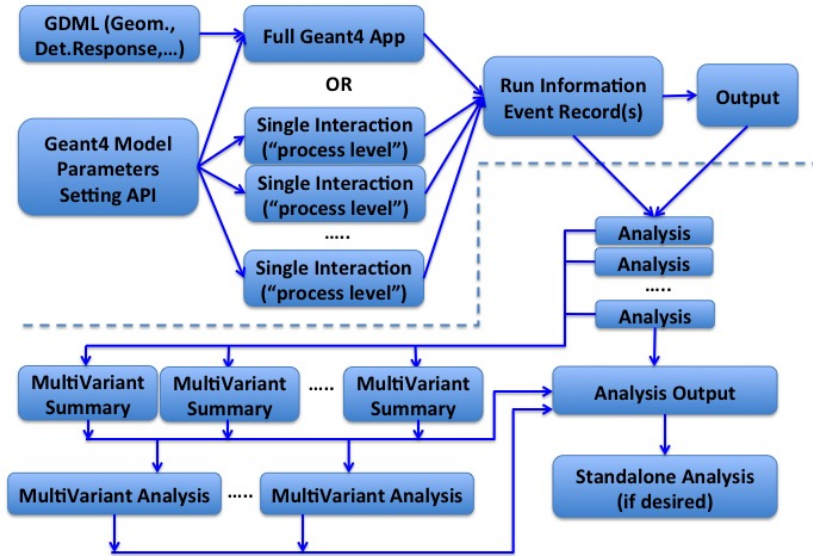 GDML (Geom.,
Det.Response,…)
Full Geant4 App
OR
Run Information
Event Record(s)
Output
Geant4 Model
Parameters
Setting API
Single Interaction
(“process level”)
Single Interaction
(“process level”)
…..
Single Interaction
(“process level”)
Analysis
Analysis
…..
Analysis
MultiVariant
Summary
MultiVariant
Summary
…..
MultiVariant
Summary
Analysis Output
MultiVariant Analysis
…..
MultiVariant Analysis
Standalone Analysis
(if desired)